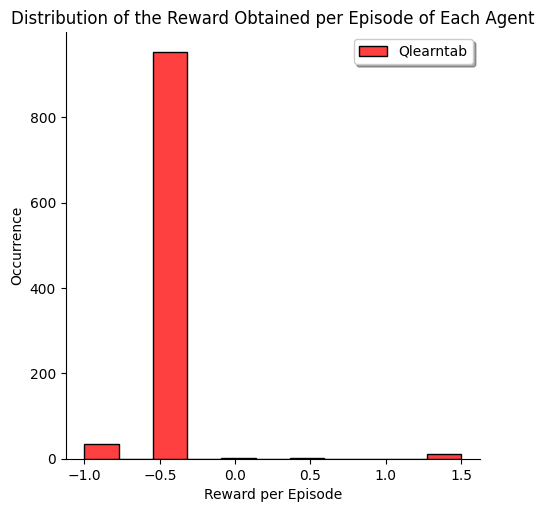 Distribution of the Reward Obtained per Episode of Each Agent
Qlearntab
800
600
400
200
0
Occurrence
−1.0 −0.5 0.0 0.5 1.0 1.5
Reward per Episode